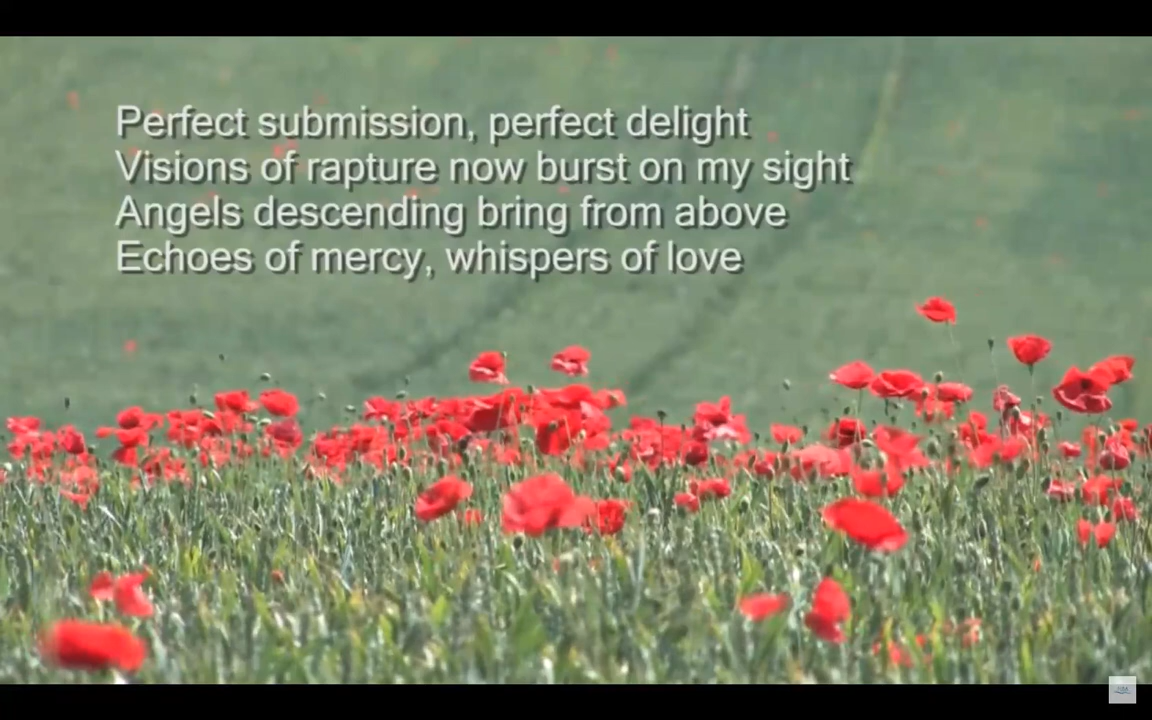 Perfect submission, perfect delight
Visions of rapture now burst on my sight
Angels descending bring from above
Echoes of mercy, whispers of love